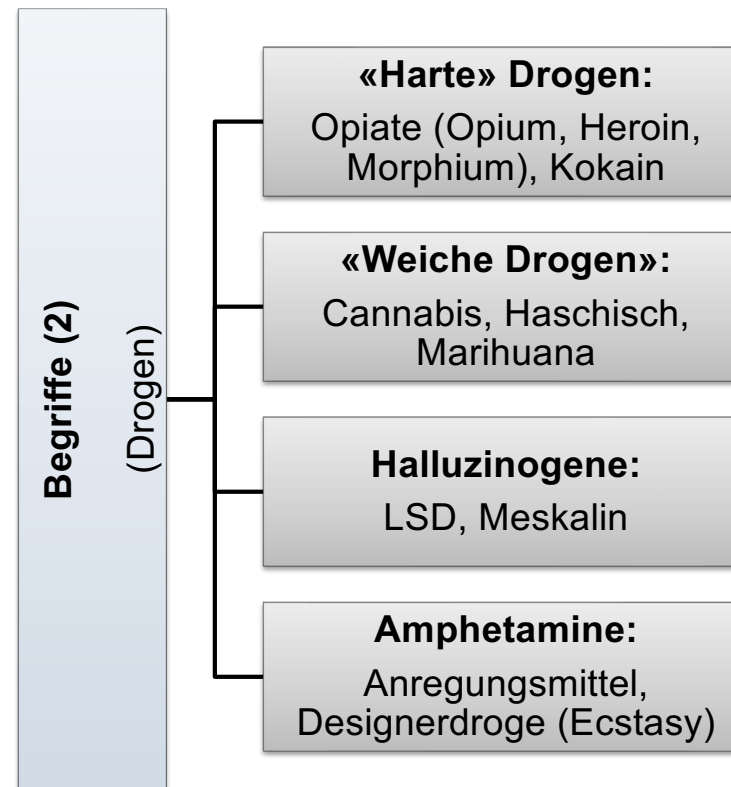 Begriffe (2)
(Drogen)
«Harte» Drogen:
Opiate (Opium, Heroin,
Morphium), Kokain
«Weiche Drogen»:
Cannabis, Haschisch,
Marihuana
Halluzinogene:
LSD, Meskalin
Amphetamine:
Anregungsmittel,
Designerdroge (Ecstasy)